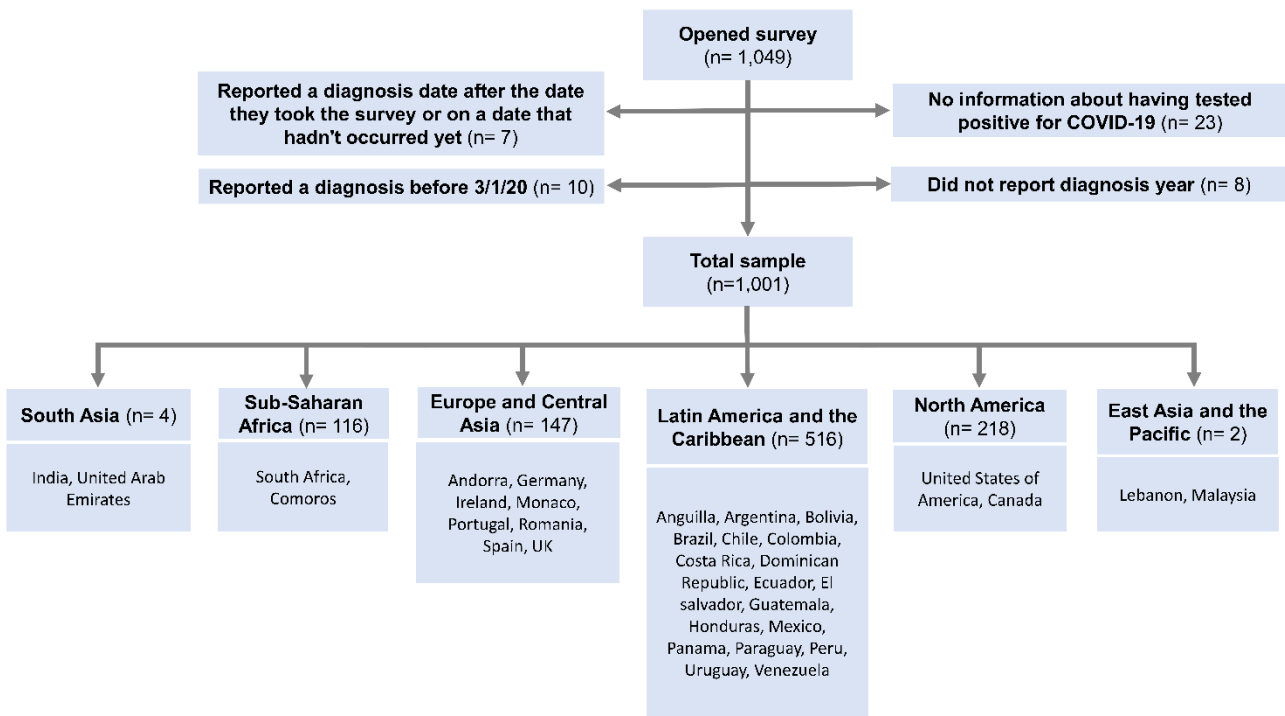 Opened survey
(n= 1,049)
Reported a diagnosis date after the date
they took the survey or on a date that
hadn't occurred yet (n= 7)
No information about having tested
positive for COVID-19 (n= 23)
Reported a diagnosis before 3/1/20 (n= 10)
Did not report diagnosis year (n= 8)
Total sample
(n=1,001)
South Asia (n= 4)
India, United Arab
Emirates
Sub-Saharan
Africa (n= 116)
South Africa,
Comoros
Europe and Central
Asia (n= 147)
Andorra, Germany,
Ireland, Monaco,
Portugal, Romania,
Spain, UK
Latin America and the
Caribbean (n= 516)
Anguilla, Argentina, Bolivia,
Brazil, Chile, Colombia,
Costa Rica, Dominican
Republic, Ecuador, El
salvador, Guatemala,
Honduras, Mexico,
Panama, Paraguay, Peru,
Uruguay, Venezuela
North America
(n= 218)
United States of
America, Canada
East Asia and the
Pacific (n= 2)
Lebanon, Malaysia